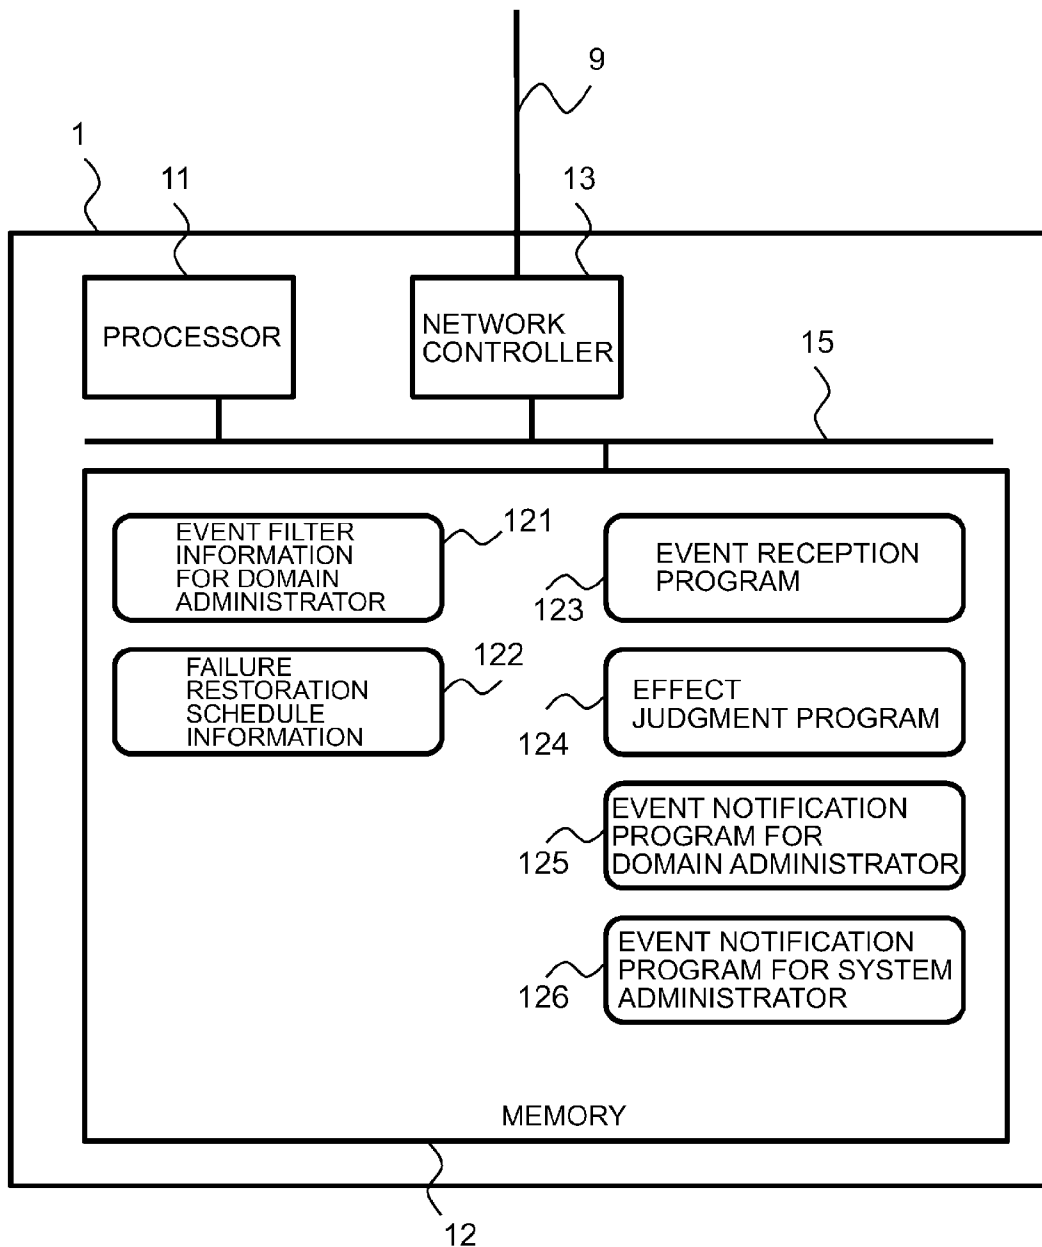 9
1
11
13
PROCESSOR
NETWORK
CONTROLLER
15
EVENT FILTER
INFORMATION
FOR DOMAIN
ADMINISTRATOR
121
EVENT RECEPTION
PROGRAM
123
FAILURE
RESTORATION
SCHEDULE
INFORMATION
122
EFFECT
JUDGMENT PROGRAM
124
EVENT NOTIFICATION
PROGRAM FOR
DOMAIN ADMINISTRATOR
125
EVENT NOTIFICATION
PROGRAM FOR SYSTEM
ADMINISTRATOR
126
MEMORY
12